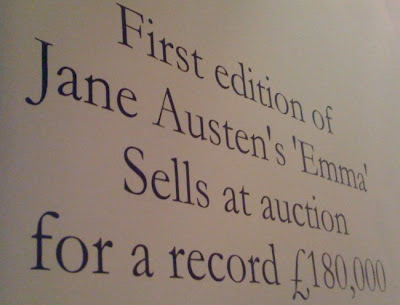 First edition of
Jane Austen's 'Emma'
Sells at auction
for a record £180,000